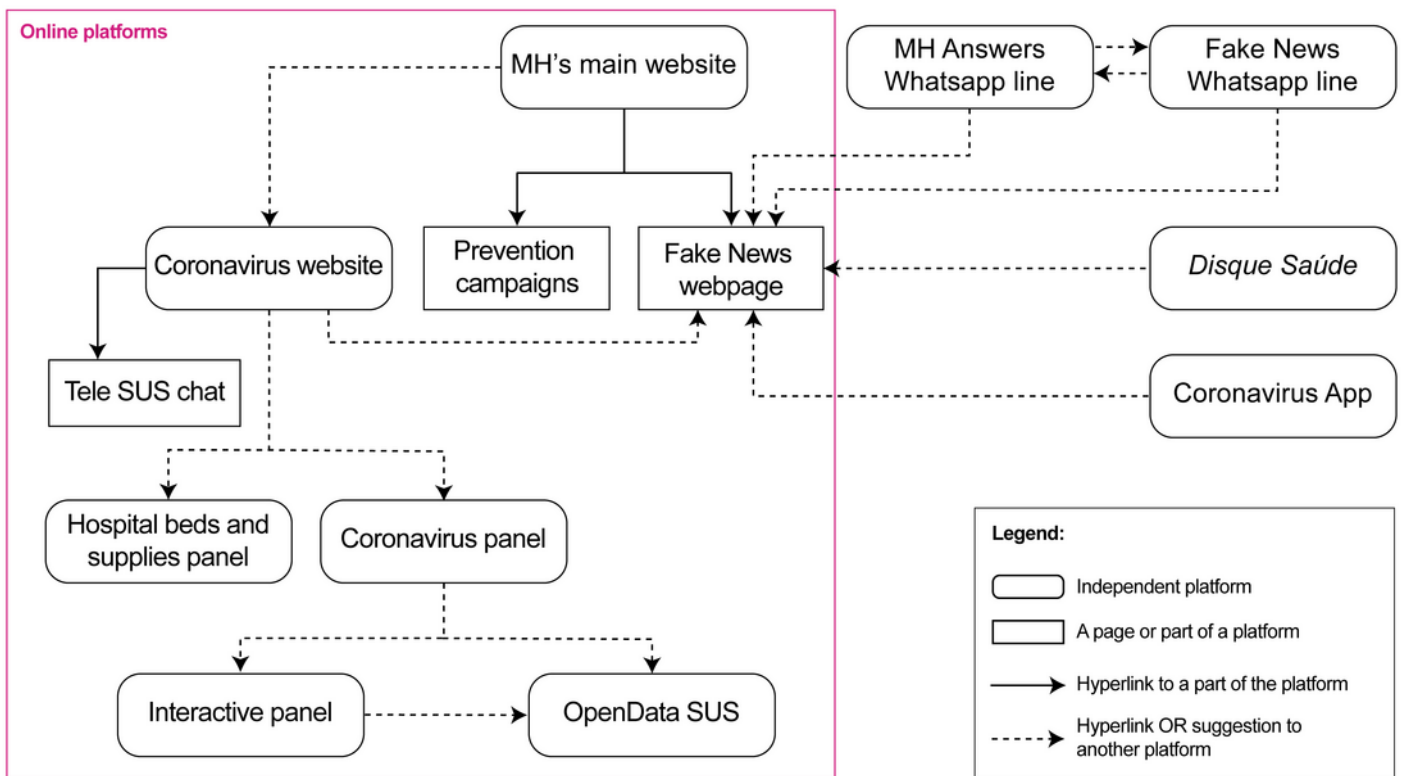 Online platforms
MH's main website
MH Answers
Whatsapp line
Fake News
Whatsapp line
Coronavirus website
Prevention
campaigns
Fake News
webpage
Disque Saúde
Tele SUS chat
Coronavirus App
Hospital beds and
supplies panel
Coronavirus panel
Interactive panel
OpenData SUS
Legend:
Independent platform
A page or part of a platform
Hyperlink to a part of the platform
Hyperlink OR suggestion to
another platform